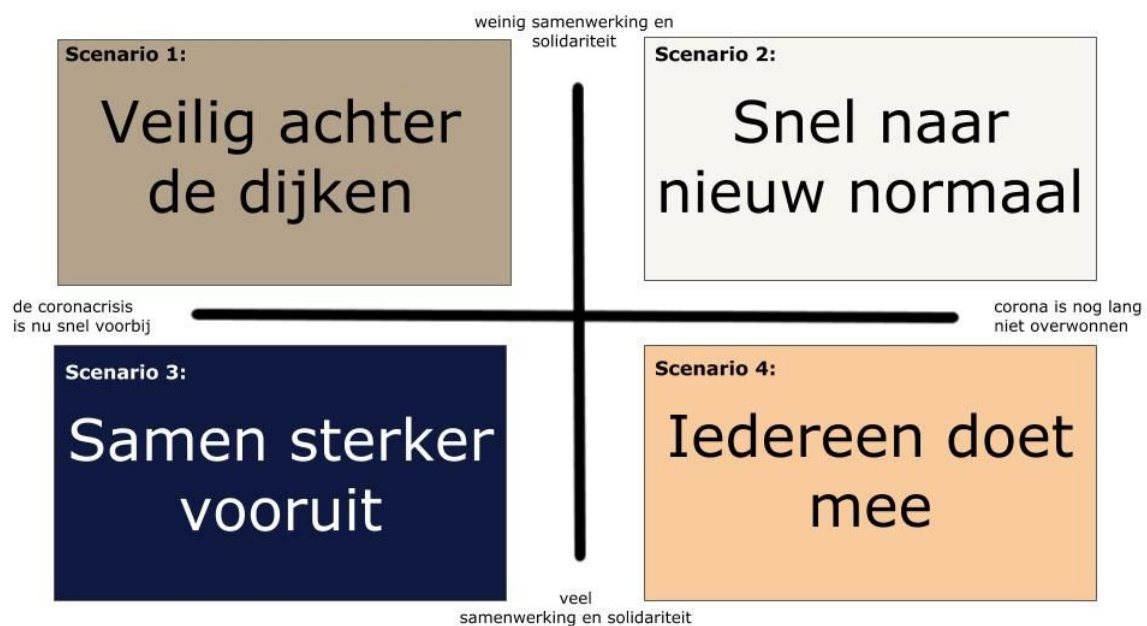 weinig samenwerking en
solidariteit
Scenario 1:
Veilig achter
de dijken
Scenario 2:
Snel naar
nieuw normaal
de coronacrisis
is nu snel voorbij
corona is nog lang
niet overwonnen
Scenario 3:
Samen sterker
vooruit
Scenario 4:
Iedereen doet
mee
veel
samenwerking en solidariteit